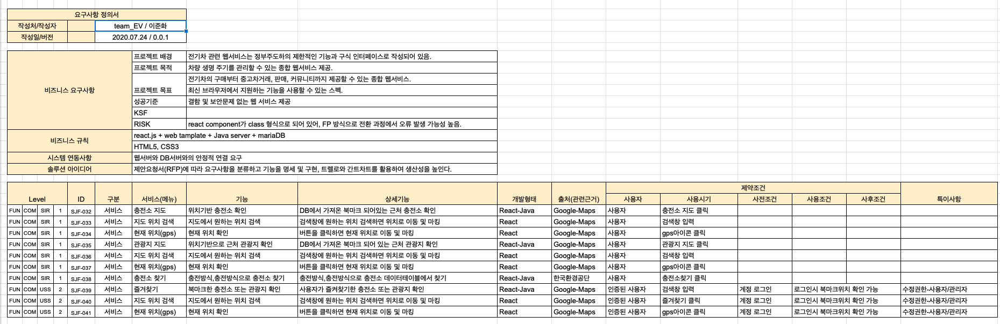 요구사항 정의서
작성처/작성자 team_EV / 이준화
작성일/버전 2020.07.24 / 0.0.1
비즈니스 요구사항
프로젝트 배경 전기차 관련 웹서비스는 정부주도하의 제한적인 기능과 구식 인터페이스로 작성되어 있음.
프로젝트 목적 차량 생명 주기를 관리할 수 있는 종합 웹서비스 제공.
전기차의 구매부터 중고차거래, 판매, 커뮤니티까지 제공할 수 있는 종합 웹서비스.
프로젝트 목표 최신 브라우저에서 지원하는 기능을 사용할 수 있는 스펙.
성공기준 결함 및 보안문제 없는 웹 서비스 제공
KSF
RISK react component가 class 형식으로 되어 있어, FP 방식으로 전환 과정에서 오류 발생 가능성 높음.
비즈니스 규칙
react.js + web tamplate + Java server + mariaDB
HTML5, CSS3
시스템 연동사항 웹서버와 DB서버와의 안정적 연결 요구
솔루션 아이디어 제안요청서(RFP)에 따라 요구사항을 분류하고 기능을 명세 및 구현, 트렐로와 간트차트를 활용하여 생산성을 높인다.
제약조건
Level ID 구분 서비스(메뉴) 기능 상세기능 개발형태 출처(관련근거) 사용자 사용시기 사전조건 사용조건 사후조건 특이사항
FUN COM SIR 1 SJF-032 서비스 충전소 지도 위치기반 충전소 확인 DB에서 가져온 북마크 되어있는 근처 충전소 확인 React-Java Google-Maps 사용자 충전소 지도 클릭
FUN COM SIR 1 SJF-033 서비스 지도 위치 검색 지도에서 원하는 위치 검색 검색창에 원하는 위치 검색하면 위치로 이동 및 마킹 React Google-Maps 사용자 검색창 입력
FUN COM SIR 1 SJF-034 서비스 현재 위치(gps) 현재 위치 확인 버튼을 클릭하면 현재 위치로 이동 및 마킹 React Google-Maps 사용자 gps아이콘 클릭
FUN COM SIR 1 SJF-035 서비스 관광지 지도 위치기반으로 근처 관광지 확인 DB에서 가져온 북마크 되어 있는 근처 관광지 확인 React-Java Google-Maps 사용자 관광지 지도 클릭
FUN COM SIR 1 SJF-036 서비스 지도 위치 검색 지도에서 원하는 위치 검색 검색창에 원하는 위치 검색하면 위치로 이동 및 마킹 React Google-Maps 사용자 검색창 입력
FUN COM SIR 1 SJF-037 서비스 현재 위치(gps) 현재 위치 확인 버튼을 클릭하면 현재 위치로 이동 및 마킹 React Google-Maps 사용자 gps아이콘 클릭
FUN COM SIR 1 SJF-038 서비스 충전소 찾기 충전방식,충전방식으로 충전소 찾기 충전방식,충전방식으로 충전소 데이터테이블에서 찾기 React-Java 한국환경공단 사용자 충전소찾기 클릭
FUN COM USS 2 SJF-039 서비스 즐겨찾기 북마크한 충전소 또는 관광지 확인 사용자가 즐겨찾기한 충전소 또는 관광지 확인 React-Java Google-Maps 인증된 사용자 검색창 입력 계정 로그인 로그인시 북마크위치 확인 가능 수정권한-사용자/관리자
FUN COM USS 2 SJF-040 서비스 지도 위치 검색 지도에서 원하는 위치 검색 검색창에 원하는 위치 검색하면 위치로 이동 및 마킹 React Google-Maps 인증된 사용자 즐겨찾기 클릭 계정 로그인 로그인시 북마크위치 확인 가능 수정권한-사용자/관리자
FUN COM USS 2 SJF-041 서비스 현재 위치(gps) 현재 위치 확인 버튼을 클릭하면 현재 위치로 이동 및 마킹 React Google-Maps 인증된 사용자 gps아이콘 클릭 계정 로그인 로그인시 북마크위치 확인 가능 수정권한-사용자/관리자